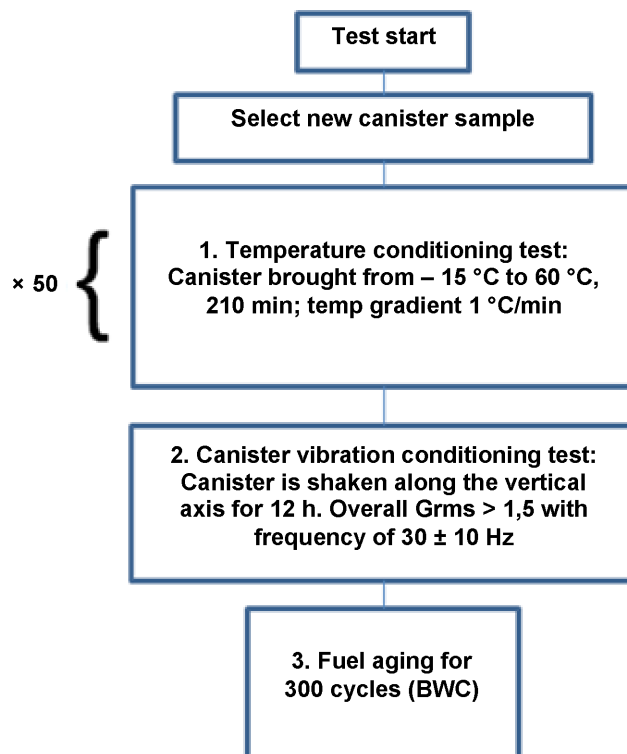 Test start
Select new canister sample
× 50
{
1. Temperature conditioning test:
Canister brought from – 15 °C to 60 °C,
210 min; temp gradient 1 °C/min
2. Canister vibration conditioning test:
Canister is shaken along the vertical
axis for 12 h. Overall Grms > 1,5 with
frequency of 30 ± 10 Hz
3. Fuel aging for
300 cycles (BWC)